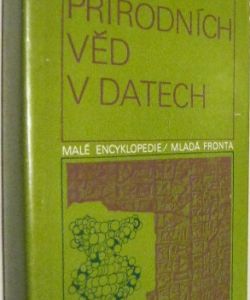 PŘÍRODNÍCH
VĚD
V DATECH
MALÉ ENCYKLOPEDIE/MLADÁ FRONTA